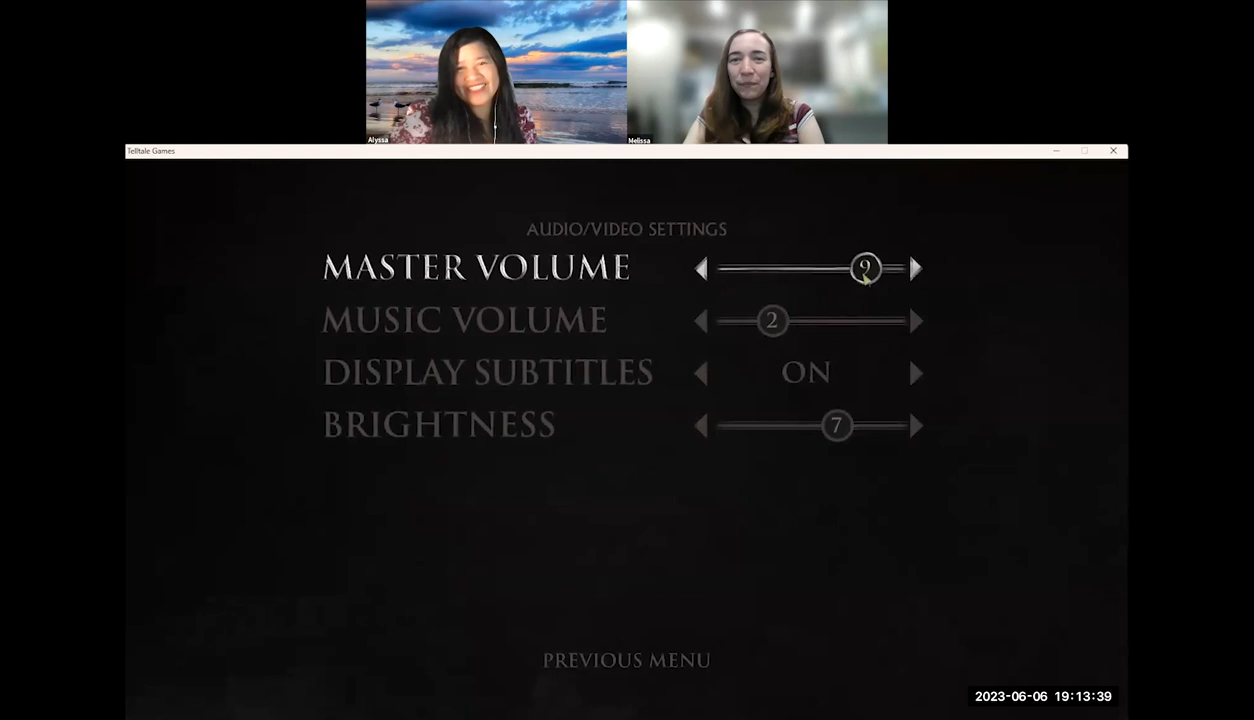 Alyssa
Melissa
Telltale Games
AUDIO/VIDEO SETTINGS
MASTER VOLUME 9
MUSIC VOLUME 2
DISPLAY SUBTITLES ON
BRIGHTNESS 7
PREVIOUS MENU
2023-06-06 19:13:39